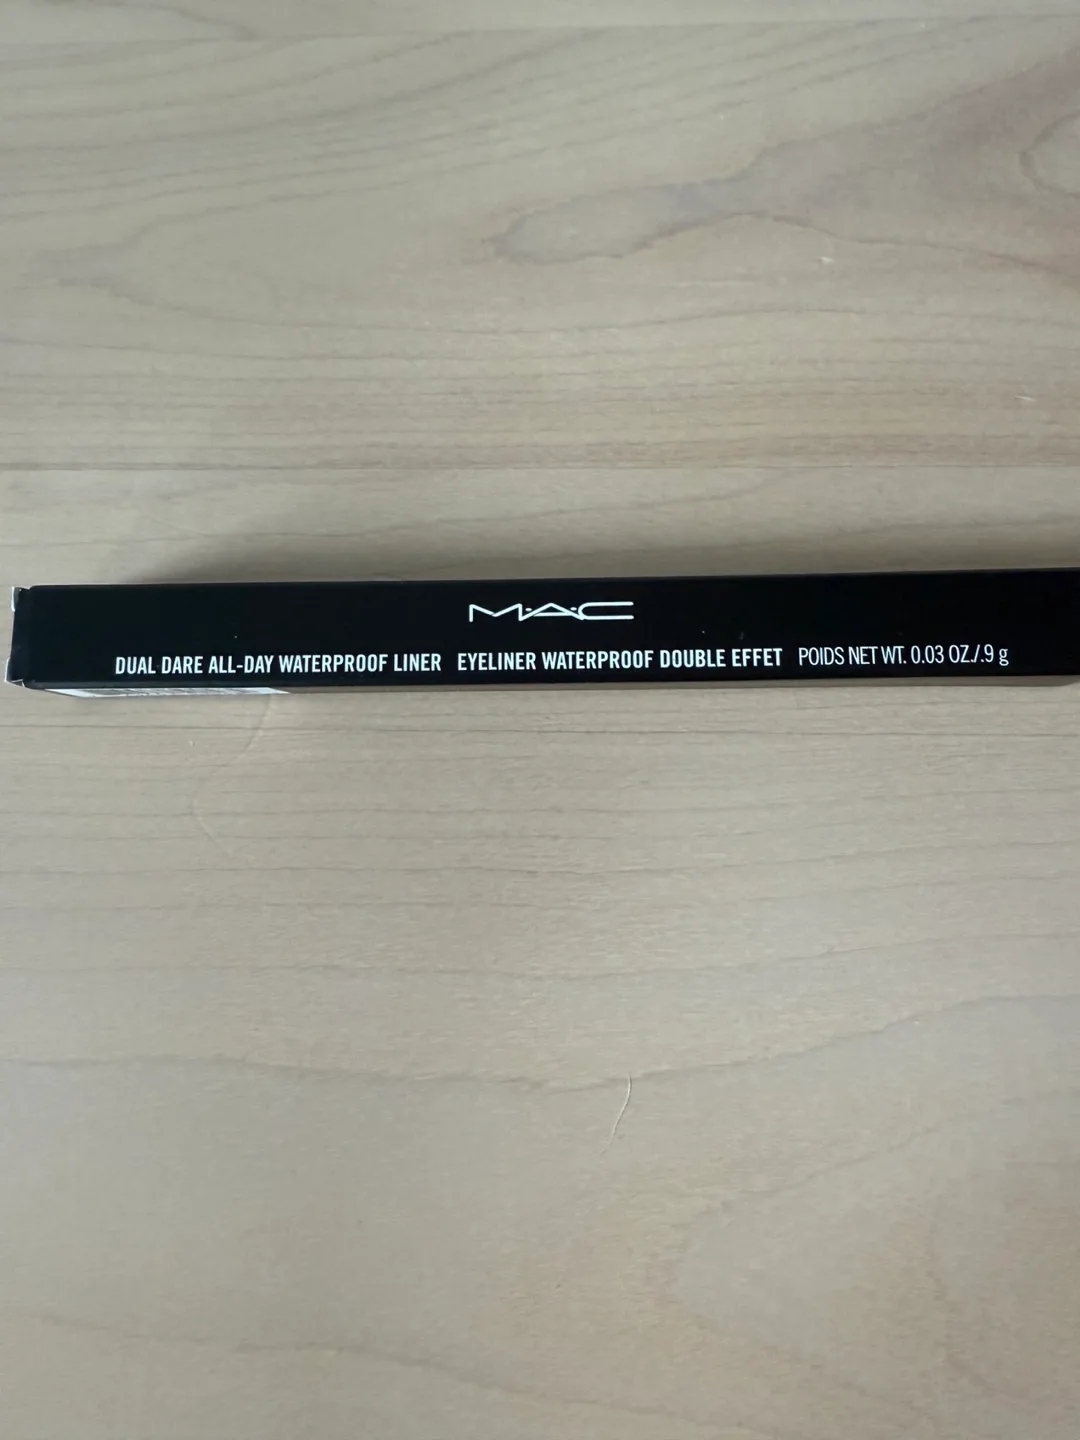 M·A·C
DUAL DARE ALL-DAY WATERPROOF LINER EYELINER WATERPROOF DOUBLE EFFET POIDS NET WT. 0.03 OZ./.9 g